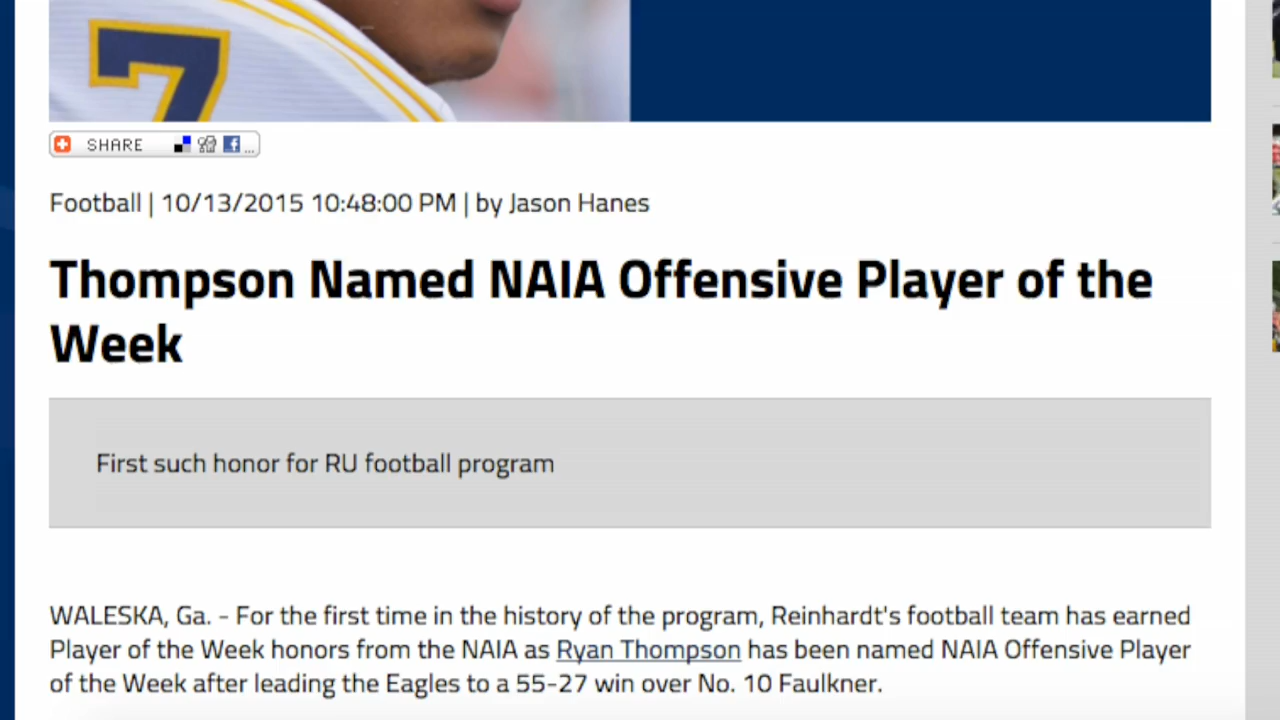 7
SHARE ...
Football | 10/13/2015 10:48:00 PM | by Jason Hanes
Thompson Named NAIA Offensive Player of the
Week
First such honor for RU football program
WALESKA, Ga. - For the first time in the history of the program, Reinhardt's football team has earned
Player of the Week honors from the NAIA as Ryan Thompson has been named NAIA Offensive Player
of the Week after leading the Eagles to a 55-27 win over No. 10 Faulkner.